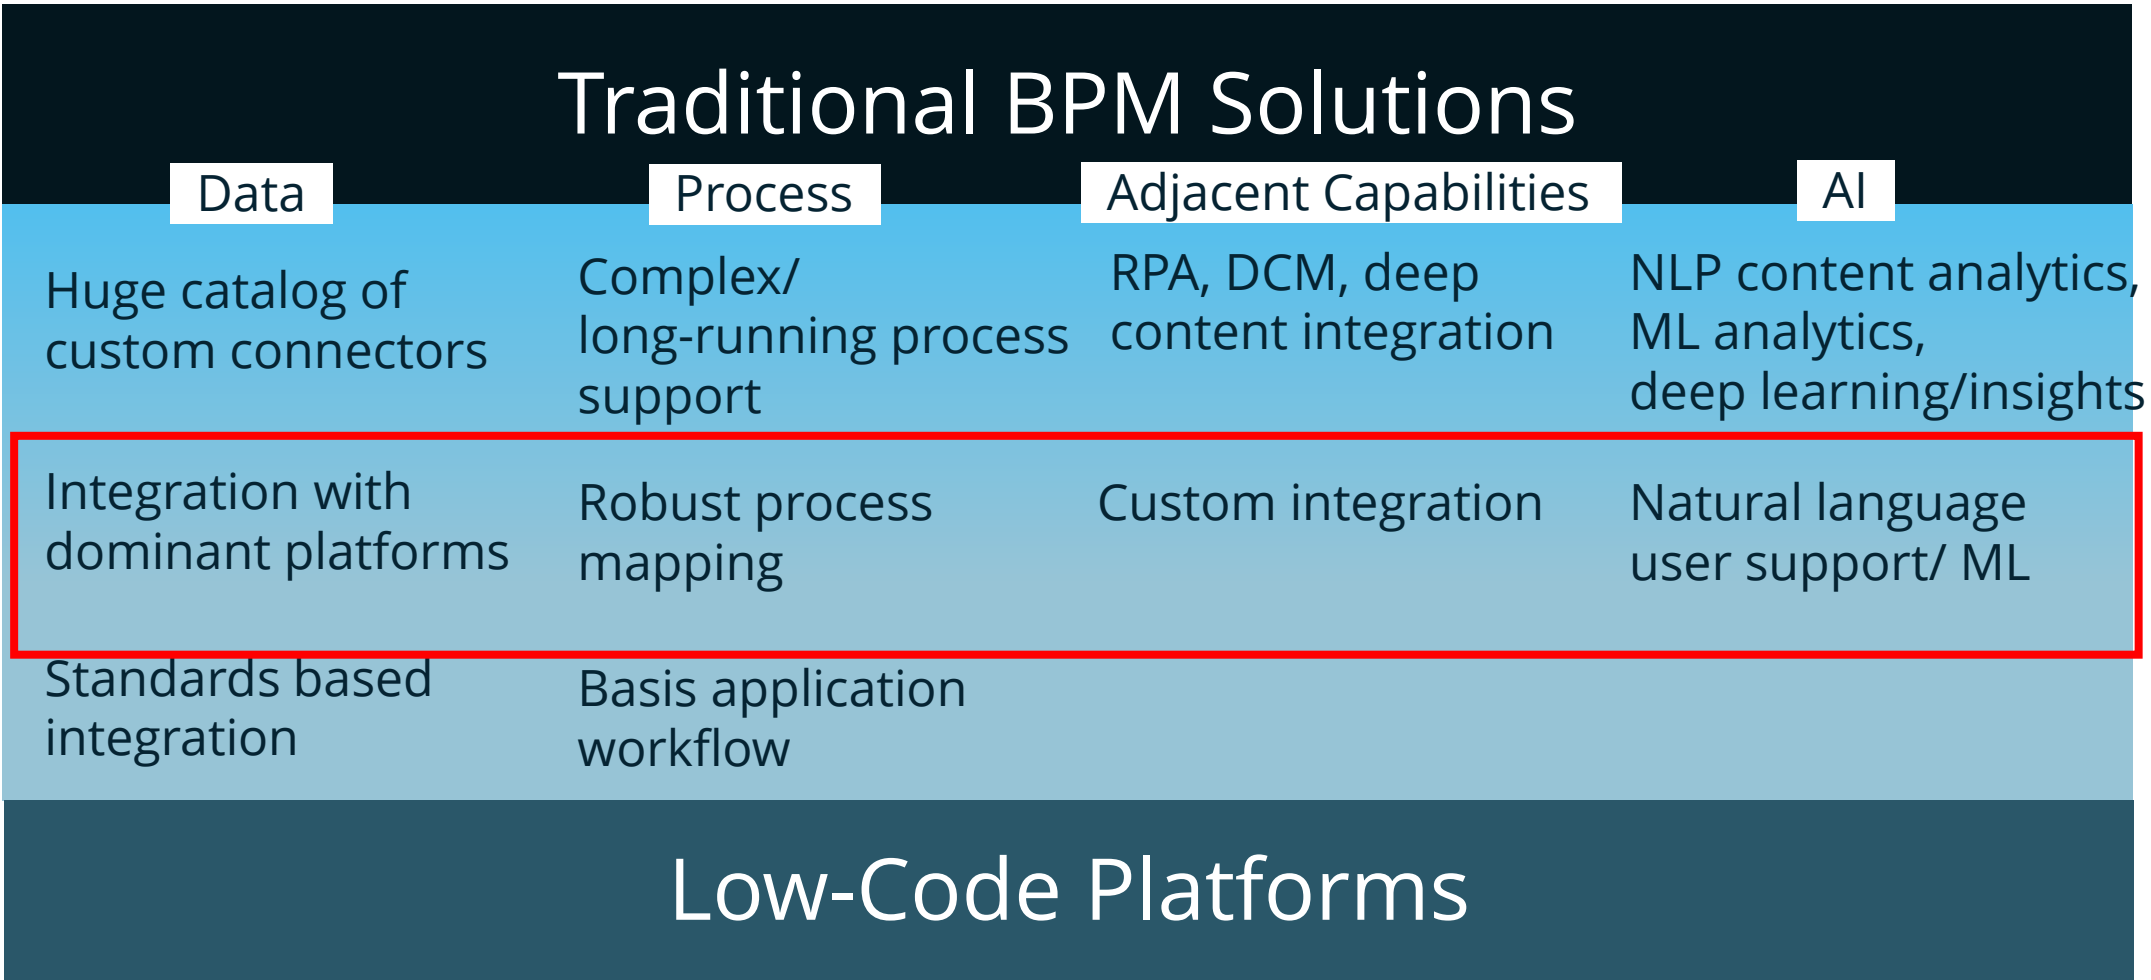 Traditional BPM Solutions
Data
Process
Adjacent Capabilities
AI
Huge catalog of
custom connectors
Complex/
long-running process
support
RPA, DCM, deep
content integration
NLP content analytics,
ML analytics,
deep learning/insights
Integration with
dominant platforms
Robust process
mapping
Custom integration
Natural language
user support/ ML
Standards based
integration
Basis application
workflow
Low-Code Platforms